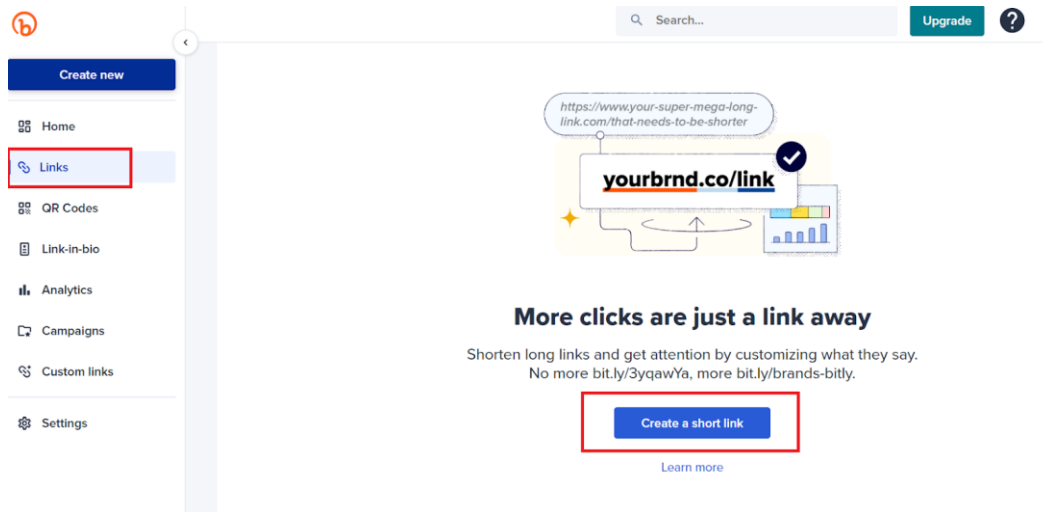 Search...
Upgrade
?
Create new
Home
Links
QR Codes
Link-in-bio
Analytics
Campaigns
Custom links
Settings
https://www.your-super-mega-long-
link.com/that-needs-to-be-shorter
yourbrnd.co/link
More clicks are just a link away
Shorten long links and get attention by customizing what they say.
No more bit.ly/3yqawYa, more bit.ly/brands-bitly.
Create a short link
Learn more